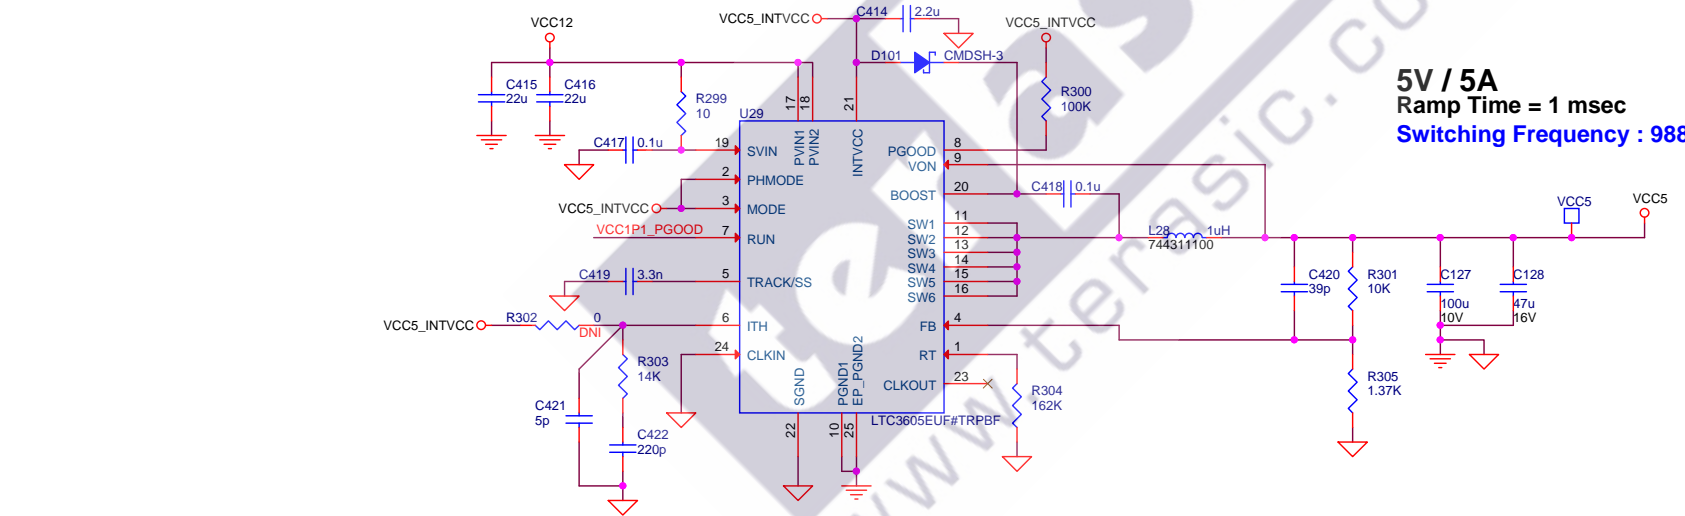 VCC5_INTVCC
C414
2.2u
VCC12
VCC5_INTVCC
D101
CMDSH-3
5V / 5A
Ramp Time = 1 msec
Switching Frequency : 988
C415
22u
C416
22u
R299
10
17
18
21
R300
100K
U29
C417
0.1u
19
SVIN
PVIN1
PVIN2
INTVCC
PGOOD
8
VON
9
2
PHMODE
BOOST
20
C418
0.1u
VCC5_INTVCC
3
MODE
VCC5
VCC5
VCC1P1_PGOOD
7
RUN
SW1
11
SW2
12
SW3
13
SW4
14
SW5
15
SW6
16
L28
1uH
744311100
C419
3.3n
5
TRACK/SS
C420
39p
R301
10K
C127
100u
10V
C128
47u
16V
VCC5_INTVCC
R302
0
DNI
6
ITH
FB
4
24
CLKIN
RT
1
R303
14K
SGND
PGND1
EP_PGND2
CLKOUT
23
R304
162K
R305
1.37K
C421
5p
22
10
25
LTC3605EUF#TRPBF
C422
220p
terasic
www.terasic.co